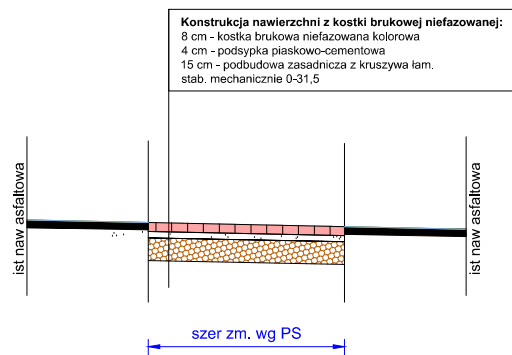 Konstrukcja nawierzchni z kostki brukowej niefazowanej:
8 cm - kostka brukowa niefazowana kolorowa
4 cm - podsypka piaskowo-cementowa
15 cm - podbudowa zasadnicza z kruszywa łam.
stab. mechanicznie 0-31,5
ist naw asfaltowa
ist naw asfaltowa
szer zm. wg PS